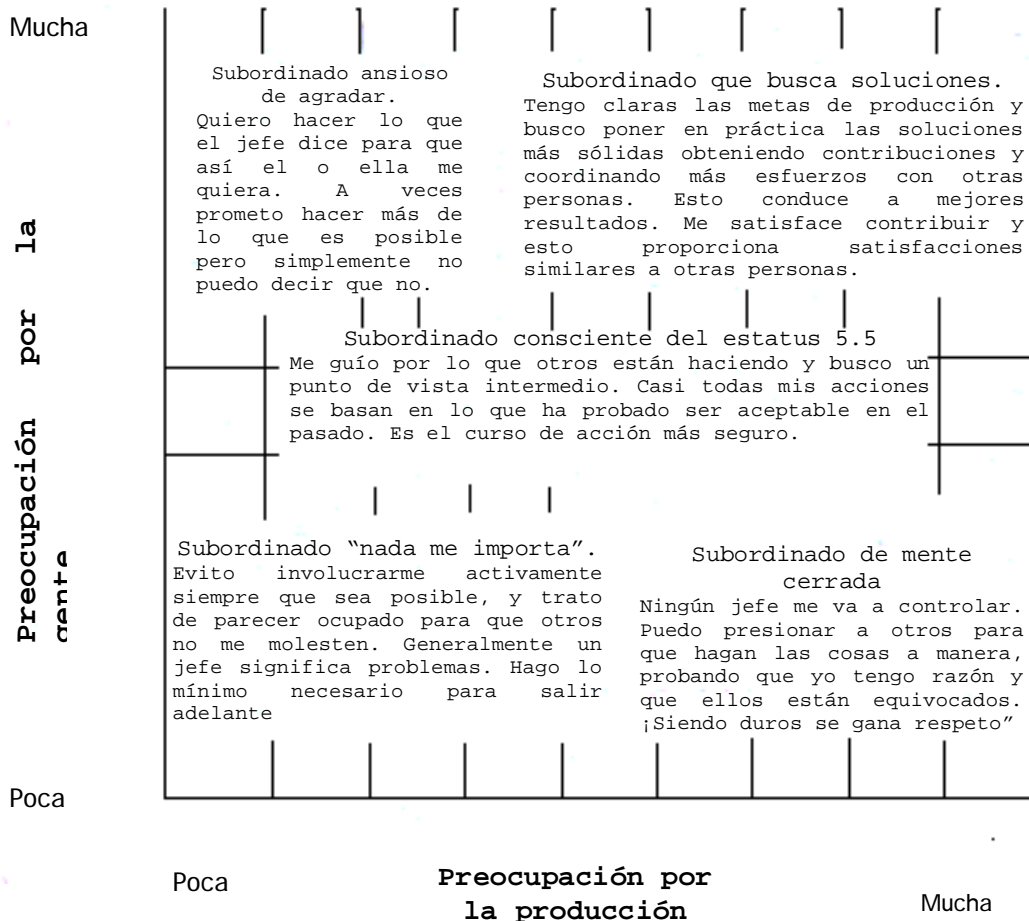 Mucha
Subordinado ansioso
de agradar.
Quiero hacer lo que
el jefe dice para que
así el o ella me
quiera. A veces
prometo hacer más de
lo que es posible
pero simplemente no
puedo decir que no.
Subordinado que busca soluciones.
Tengo claras las metas de producción y
busco poner en práctica las soluciones
más sólidas obteniendo contribuciones y
coordinando más esfuerzos con otras
personas. Esto conduce a mejores
resultados. Me satisface contribuir y
esto proporciona satisfacciones
similares a otras personas.
Preocupación por la
gente
Subordinado consciente del estatus 5.5
Me guío por lo que otros están haciendo y busco un
punto de vista intermedio. Casi todas mis acciones
se basan en lo que ha probado ser aceptable en el
pasado. Es el curso de acción más seguro.
Subordinado “nada me importa”.
Evito involucrarme activamente
siempre que sea posible, y trato
de parecer ocupado para que otros
no me molesten. Generalmente un
jefe significa problemas. Hago lo
mínimo necesario para salir
adelante
Subordinado de mente
cerrada
Ningún jefe me va a controlar.
Puedo presionar a otros para
que hagan las cosas a manera,
probando que yo tengo razón y
que ellos están equivocados.
¡Siendo duros se gana respeto”
Poca
Poca
Preocupación por
la producción
Mucha